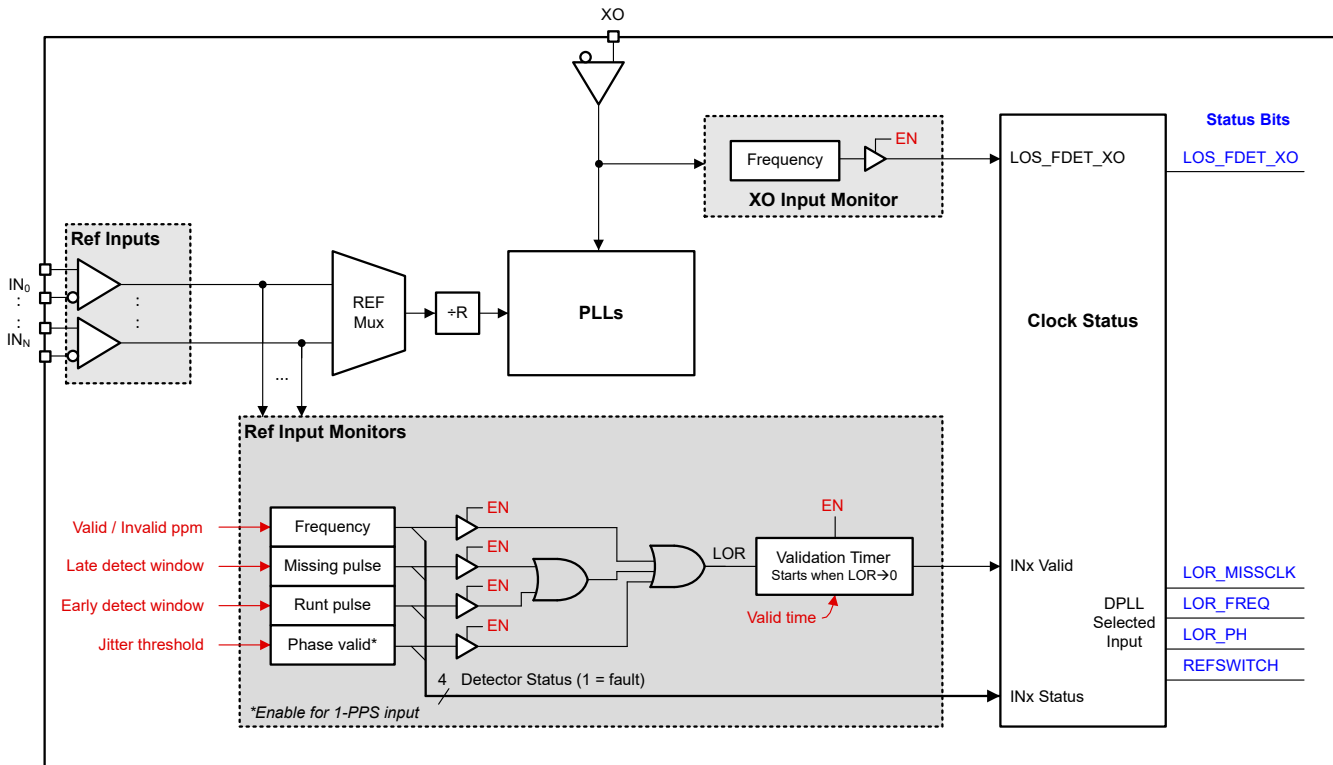 XO
Status Bits
EN
Frequency
XO Input Monitor
LOS_FDET_XO
LOS_FDET_XO
Ref Inputs
IN0
:
:
INN
:
:
REF
Mux
÷R
PLLs
Clock Status
...
Ref Input Monitors
Valid / Invalid ppm
Late detect window
Early detect window
Jitter threshold
Frequency
Missing pulse
Runt pulse
Phase valid*
EN
EN
EN
EN
LOR
EN
Validation Timer
Starts when LOR→0
Valid time
4 Detector Status (1 = fault)
*Enable for 1-PPS input
INx Valid
DPLL
Selected
Input
INx Status
LOR_MISSCLK
LOR_FREQ
LOR_PH
REFSWITCH